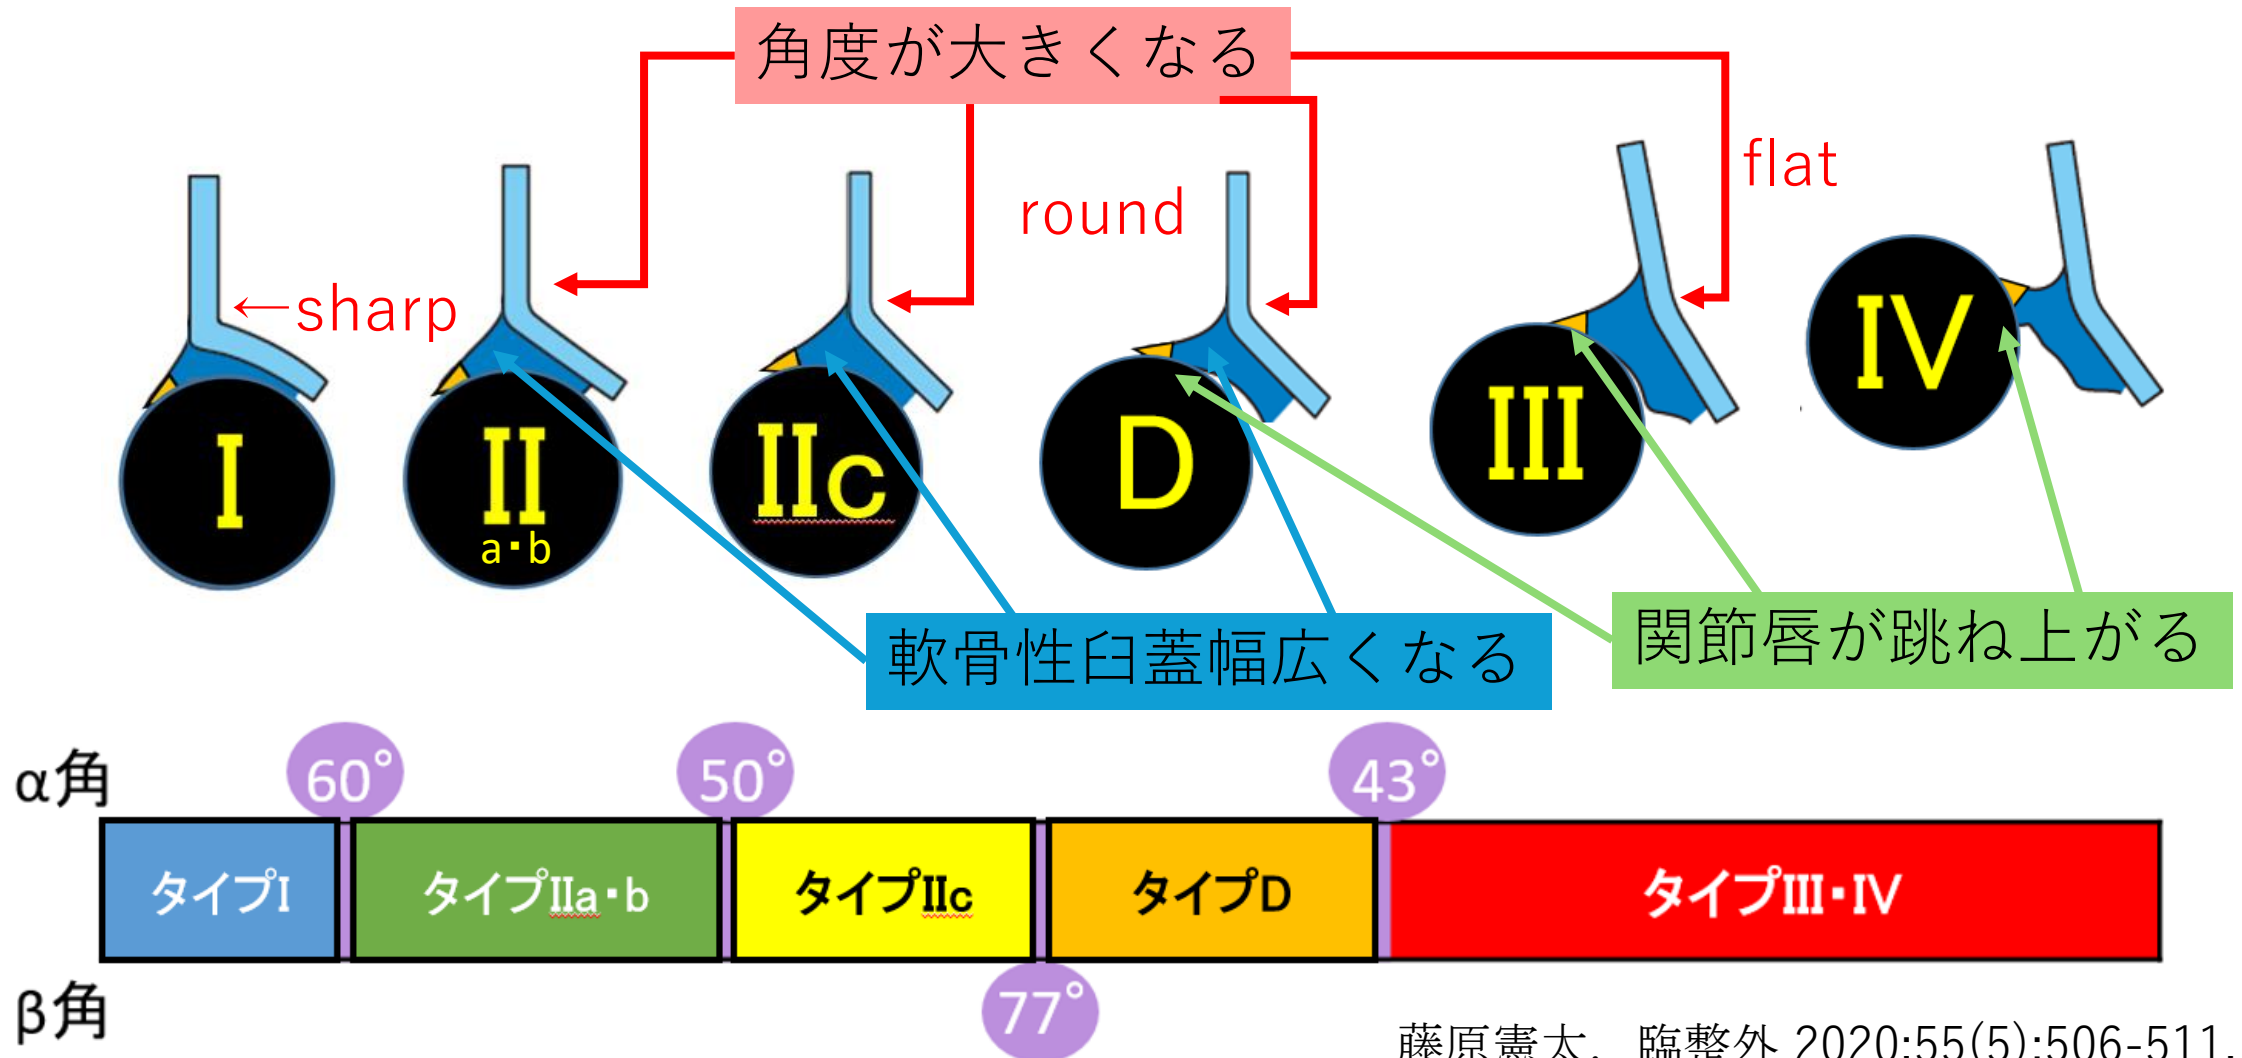 角度が大きくなる
flat
round
←sharp
I
II
a・b
IIc
D
III
IV
軟骨性臼蓋幅広くなる
関節唇が跳ね上がる
α角
60°
50°
43°
タイプI
タイプIIa・b
タイプIIc
タイプD
タイプIII・IV
β角
77°
藤原憲太. 臨整外 2020:55(5):506-511.